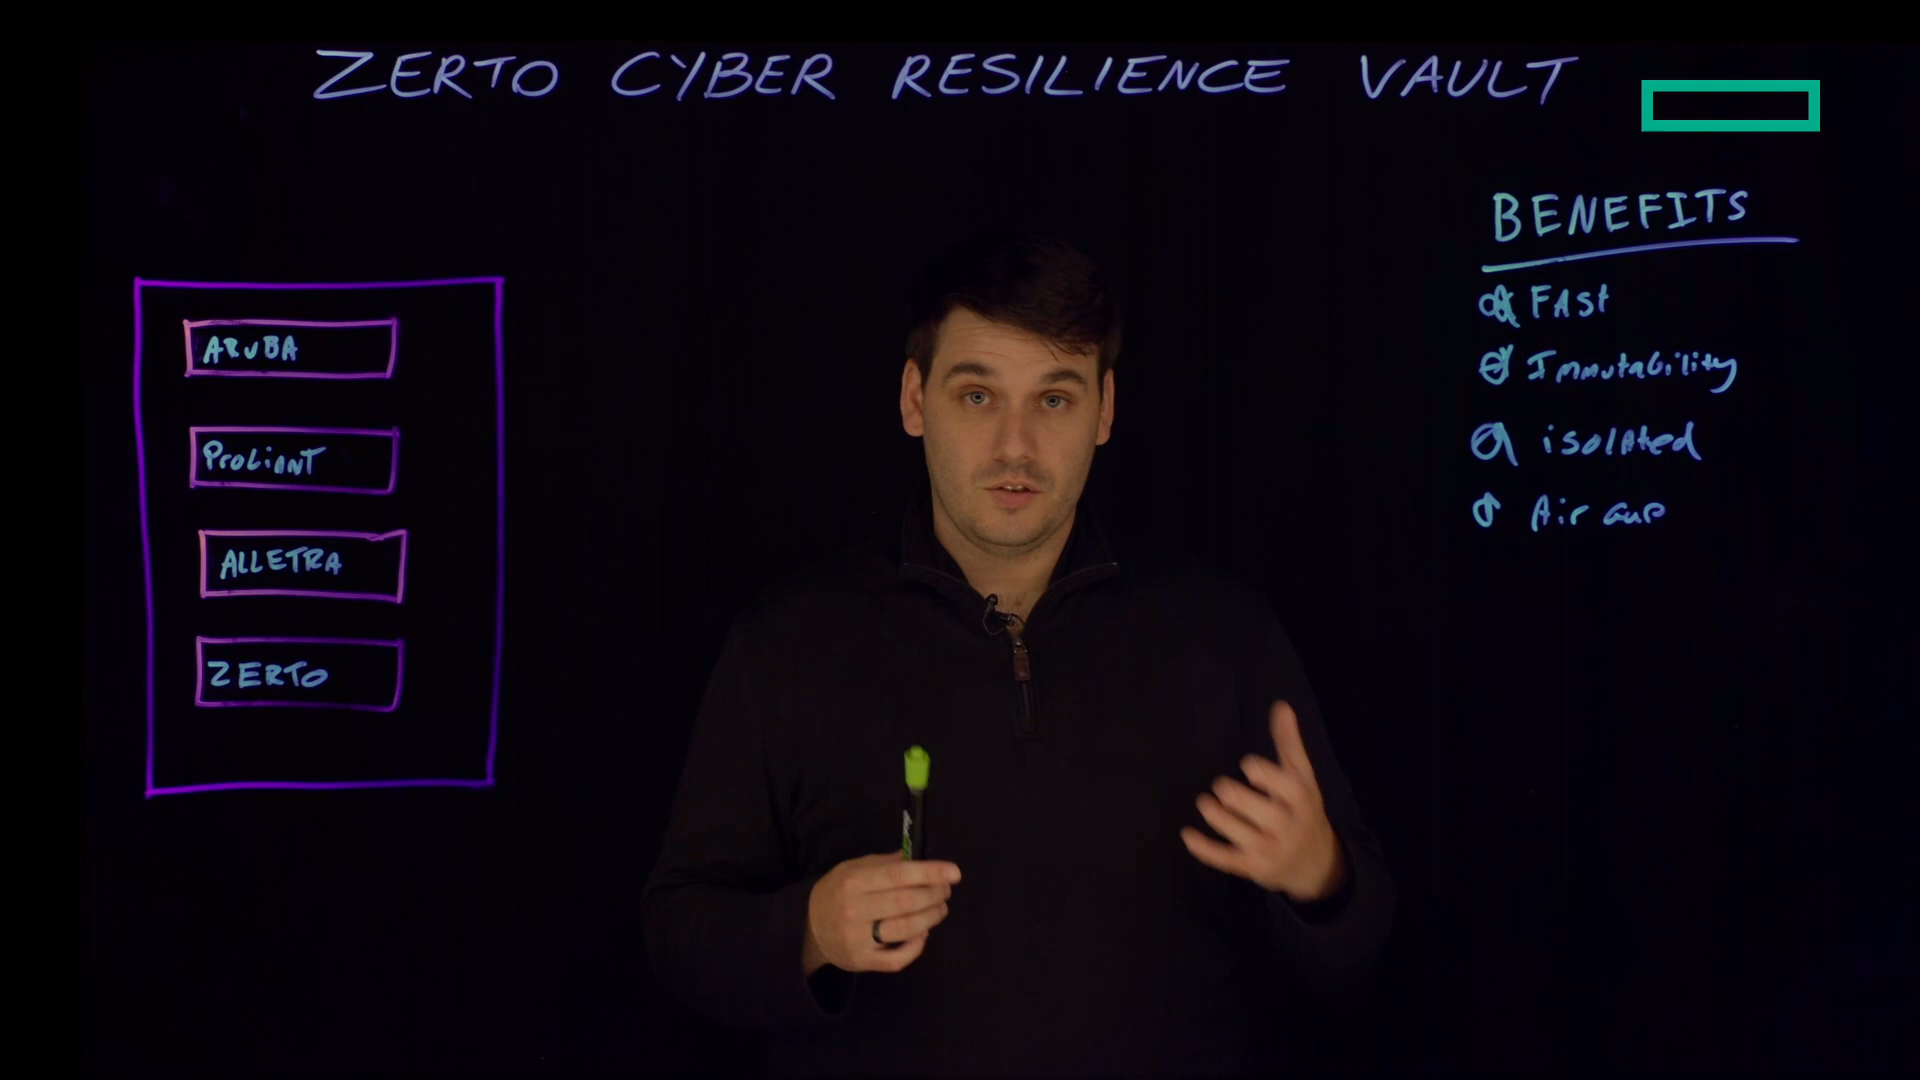 ZERTO CYBER RESILIENCE VAULT
BENEFITS
FASt
Immutability
isolated
Air GAP
ARUBA
ProLiANT
ALLETRA
ZERTO